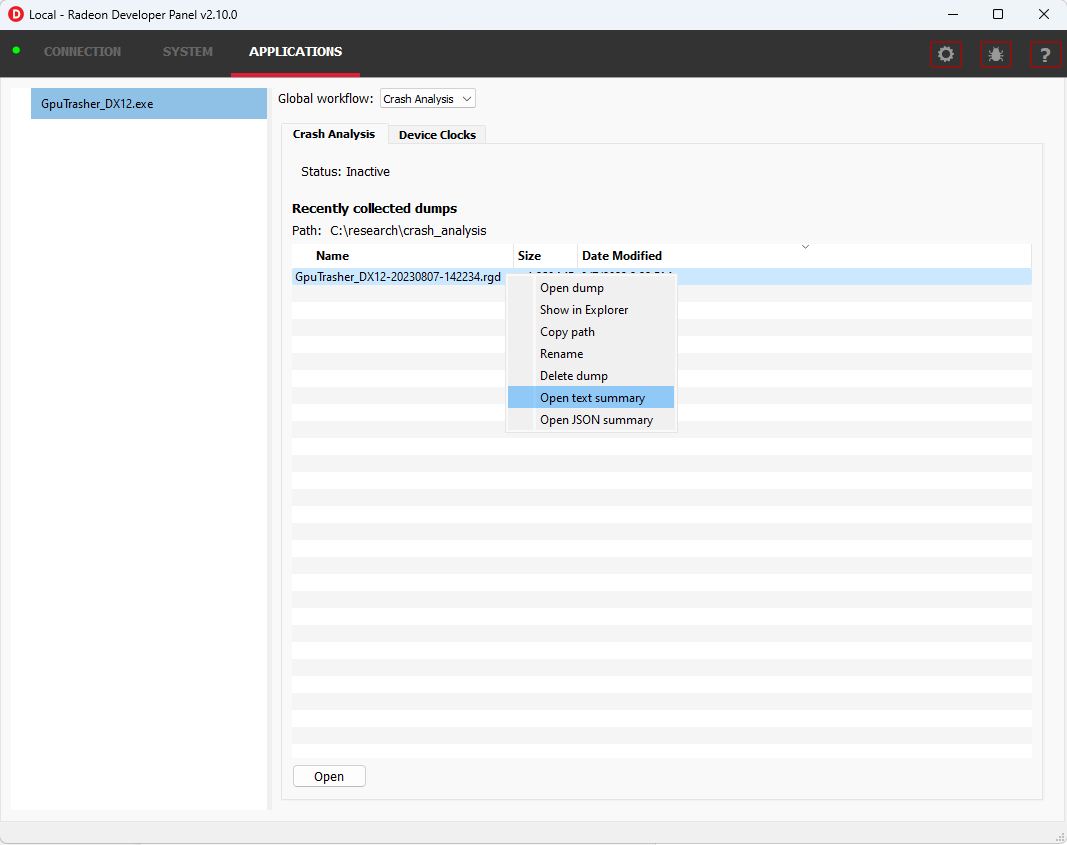 Local - Radeon Developer Panel v2.10.0
CONNECTION SYSTEM APPLICATIONS
GpuTrasher_DX12.exe
Global workflow: Crash Analysis
Crash Analysis Device Clocks
Status: Inactive
Recently collected dumps
Path: C:\research\crash_analysis
Name Size Date Modified
GpuTrasher_DX12-20230807-142234.rgd
Open dump
Show in Explorer
Copy path
Rename
Delete dump
Open text summary
Open JSON summary
Open